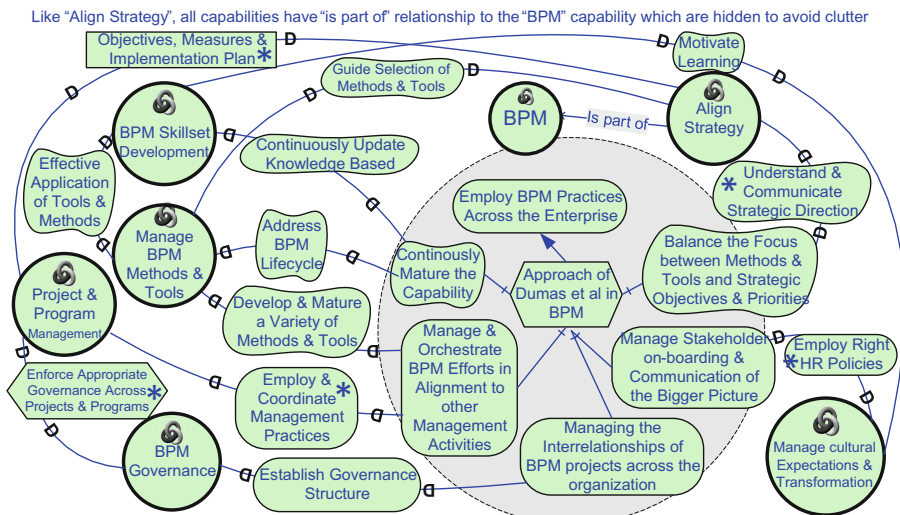 Like “Align Strategy”, all capabilities have “is part of” relationship to the “BPM” capability which are hidden to avoid clutter
Objectives, Measures &
Implementation Plan*
D
D
Motivate
Learning
D
Guide Selection of
Methods & Tools
D
D
BPM Skillset
Development
D
D
BPM
Is part of
Align
Strategy
Continuously Update
Knowledge Based
D
D
Effective
Application
of Tools &
Methods
D
* Understand &
Communicate
Strategic Direction
D
Employ BPM Practices
Across the Enterprise
Manage
BPM
Methods &
Tools
D
Address
BPM
Lifecycle
D
Continously
Mature the
Capability
D
Approach of
Dumas et al in
BPM
Balance the Focus
between Methods &
Tools and Strategic
Objectives & Priorities
D
Project &
Program
Management
D
Develop & Mature
a Variety of
Methods & Tools
D
Manage &
Orchestrate
BPM Efforts in
Alignment to
other
Management
Activities
Manage Stakeholder
on-boarding &
Communication of
the Bigger Picture
D
Employ Right
* HR Policies
D
D
Enforce Appropriate
Governance Across
Projects & Programs
*
D
D
Employ &
Coordinate *
Management
Practices
D
D
BPM
Governance
D
Establish Governance
Structure
D
Managing the
Interrelationships of
BPM projects across the
organization
Manage cultural
Expectations &
Transformation